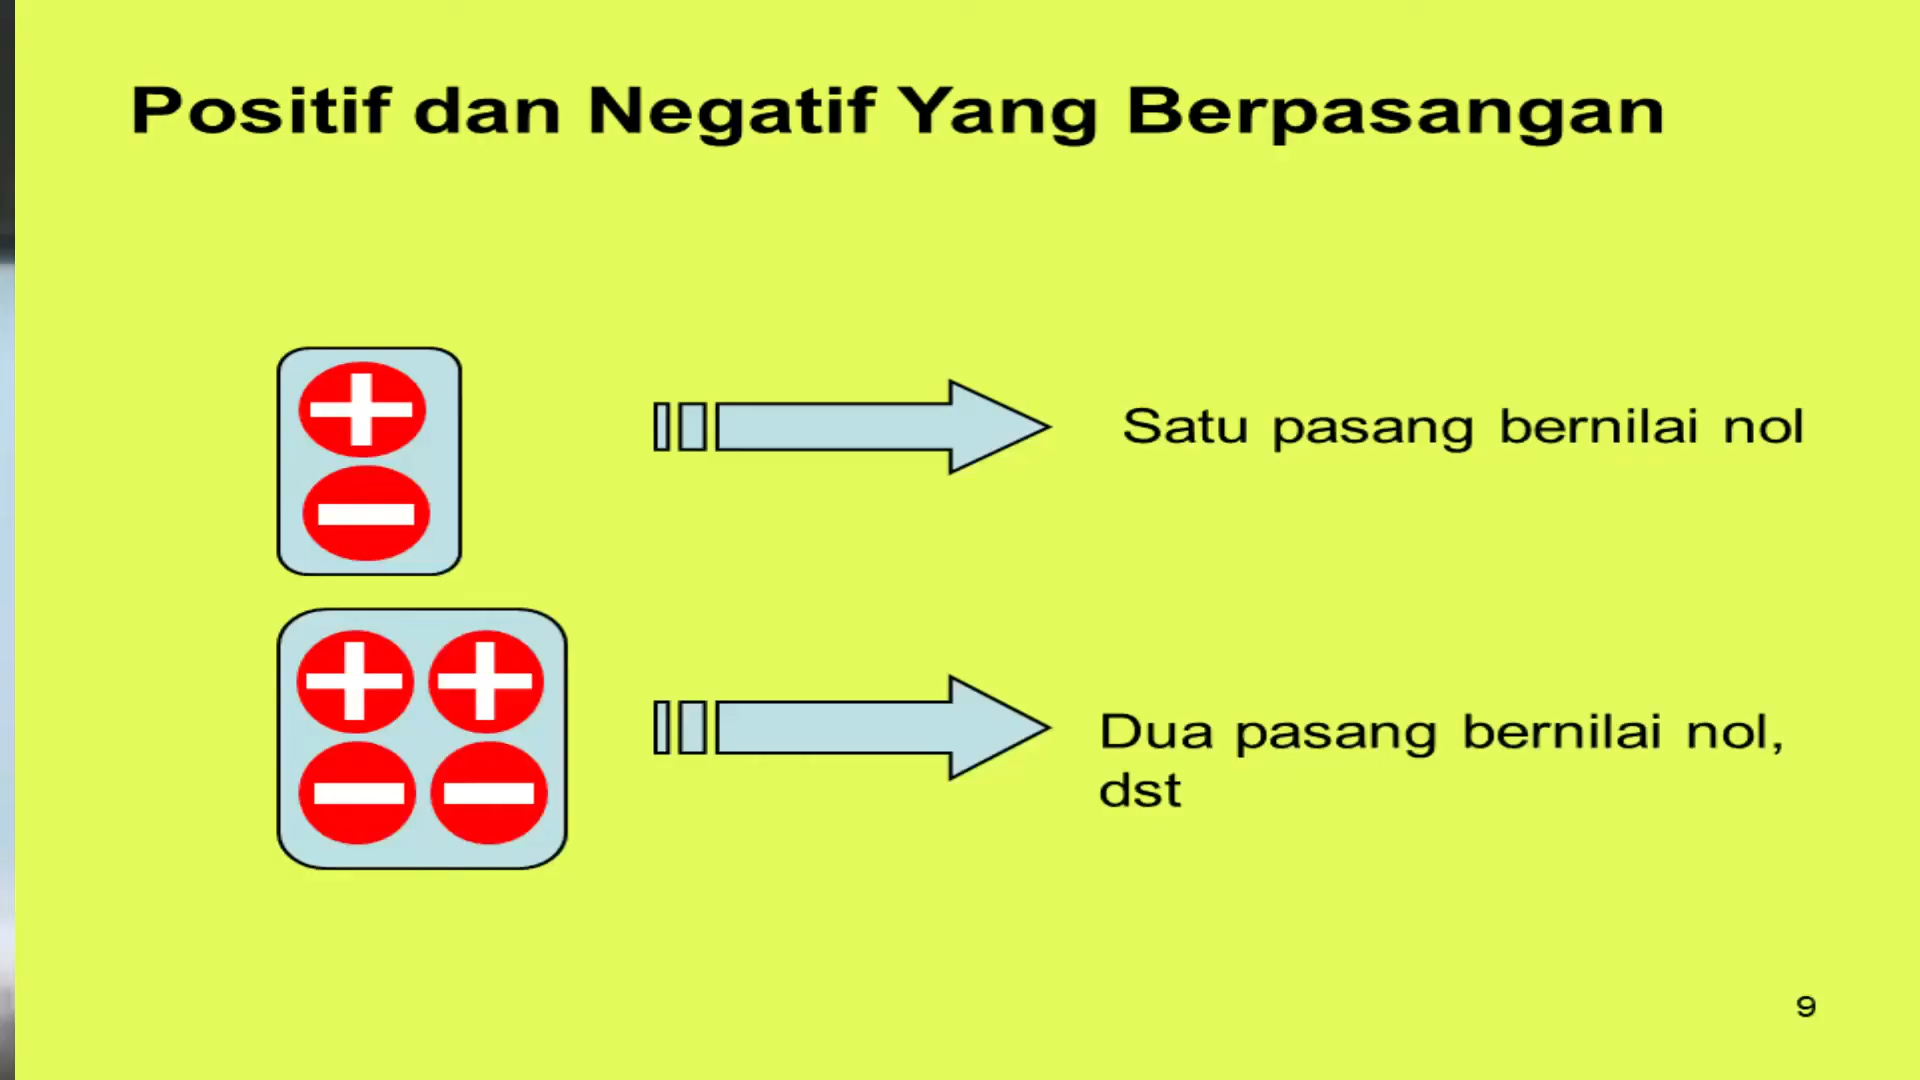 Positif dan Negatif Yang Berpasangan
Satu pasang bernilai nol
Dua pasang bernilai nol,
dst
9